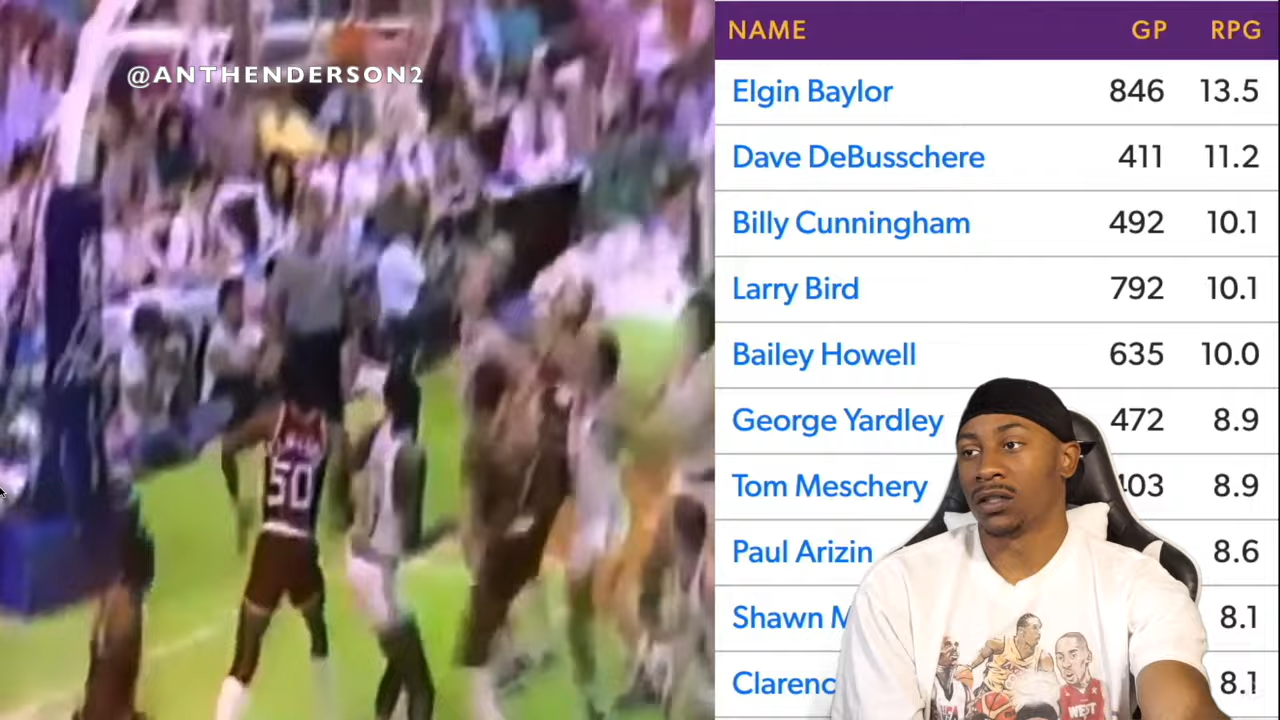 @ANTHENDERSON2
NAME GP RPG
Elgin Baylor 846 13.5
Dave DeBusschere 411 11.2
Billy Cunningham 492 10.1
Larry Bird 792 10.1
Bailey Howell 635 10.0
George Yardley 472 8.9
Tom Meschery 8.9
Paul Arizin 8.6
Shawn 8.1
8.1
50
WEST